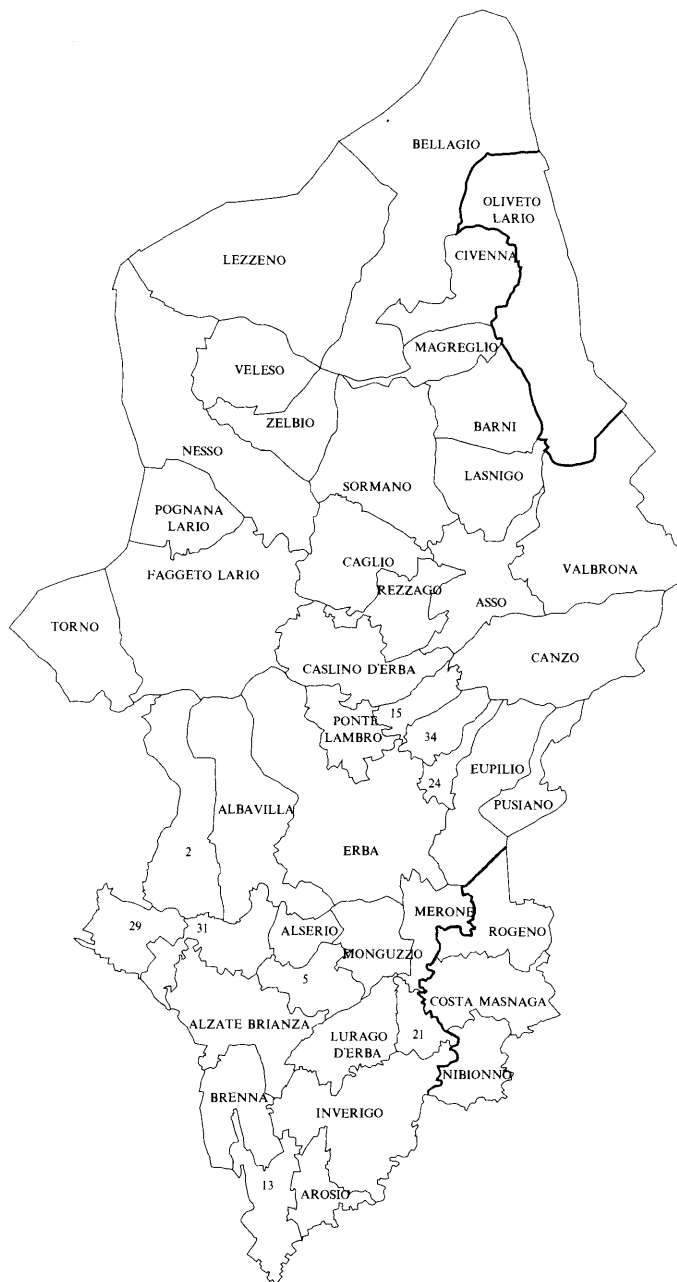 BELLAGIO
OLIVETO
LARIO
CIVENNA
LEZZENO
MAGREGLIO
VELESO
ZELBIO
BARNI
NESSO
LASNIGO
SORMANO
POGNANA
LARIO
CAGLIO
VALBRONA
FAGGETO LARIO
REZZAGO
ASSO
TORNO
CANZO
CASLINO D'ERBA
15
PONTE
LAMBRO
34
EUPILIO
24
PUSIANO
ALBAVILLA
2
ERBA
MERONE
29
31
ALSERIO
ROGENO
MONGUZZO
5
COSTA MASNAGA
ALZATE BRIANZA
LURAGO
D'ERBA
21
NIBIONNO
BRENNA
INVERIGO
13
AROSIO